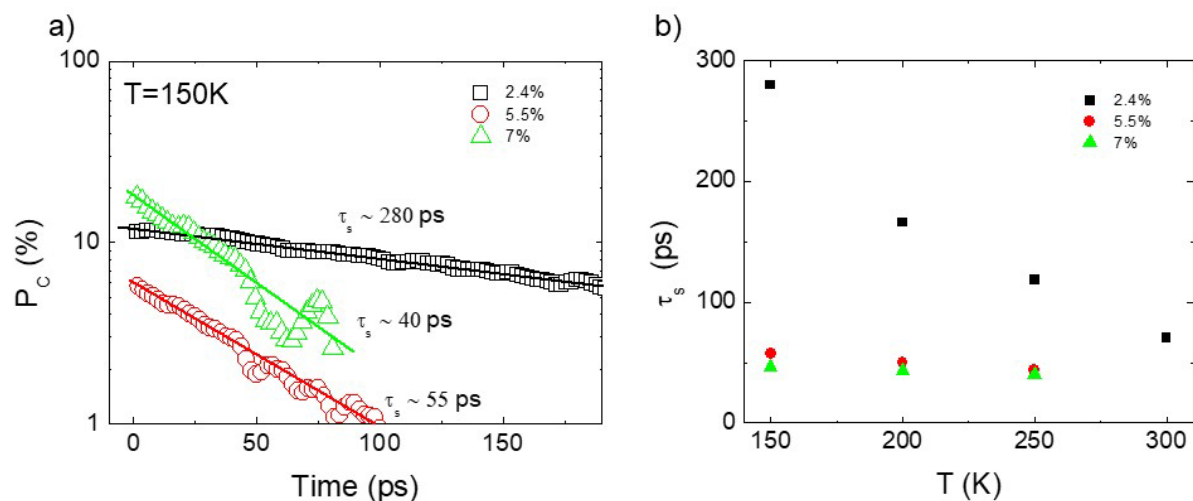 a)
T=150K
2.4%
5.5%
7%
τs ~ 280 ps
τs ~ 40 ps
τs ~ 55 ps
100
10
1
PC (%)
0
50
100
150
Time (ps)
b)
2.4%
5.5%
7%
300
200
100
0
τs (ps)
150
200
250
300
T (K)